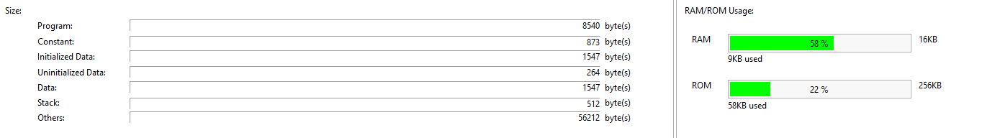 Size:
Program: 8540 byte(s)
Constant: 873 byte(s)
Initialized Data: 1547 byte(s)
Uninitialized Data: 264 byte(s)
Data: 1547 byte(s)
Stack: 512 byte(s)
Others: 56212 byte(s)
RAM/ROM Usage:
RAM 58 % 16KB
9KB used
ROM 22 % 256KB
58KB used